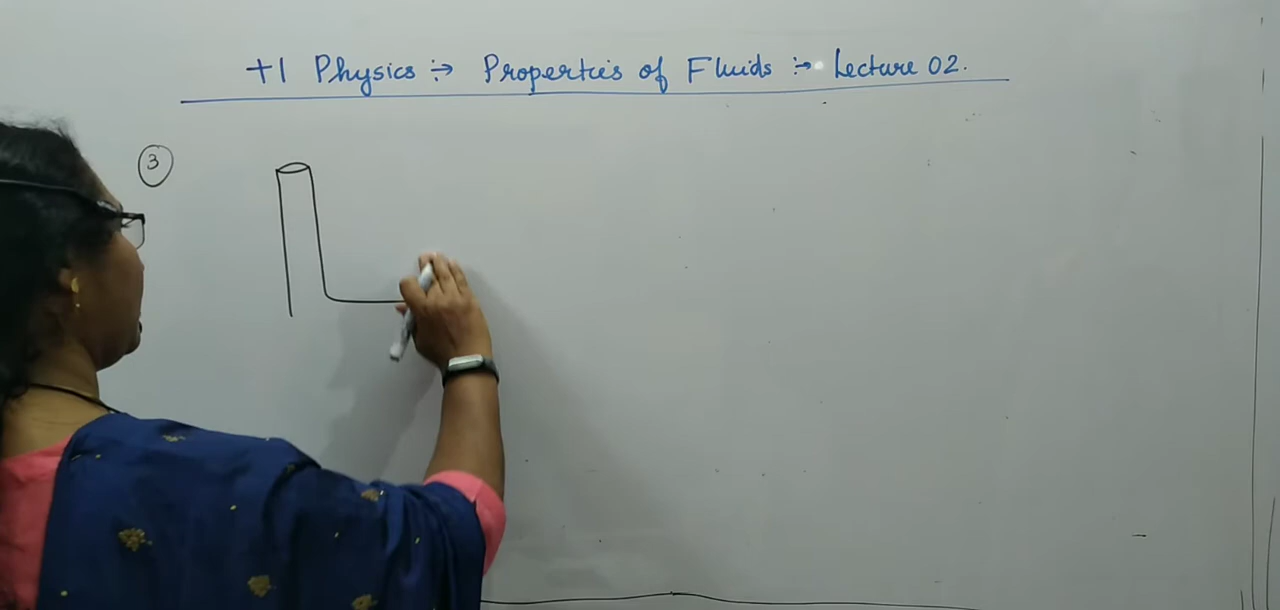 +1 Physics :→ Properties of Fluids :→ Lecture 02.
3